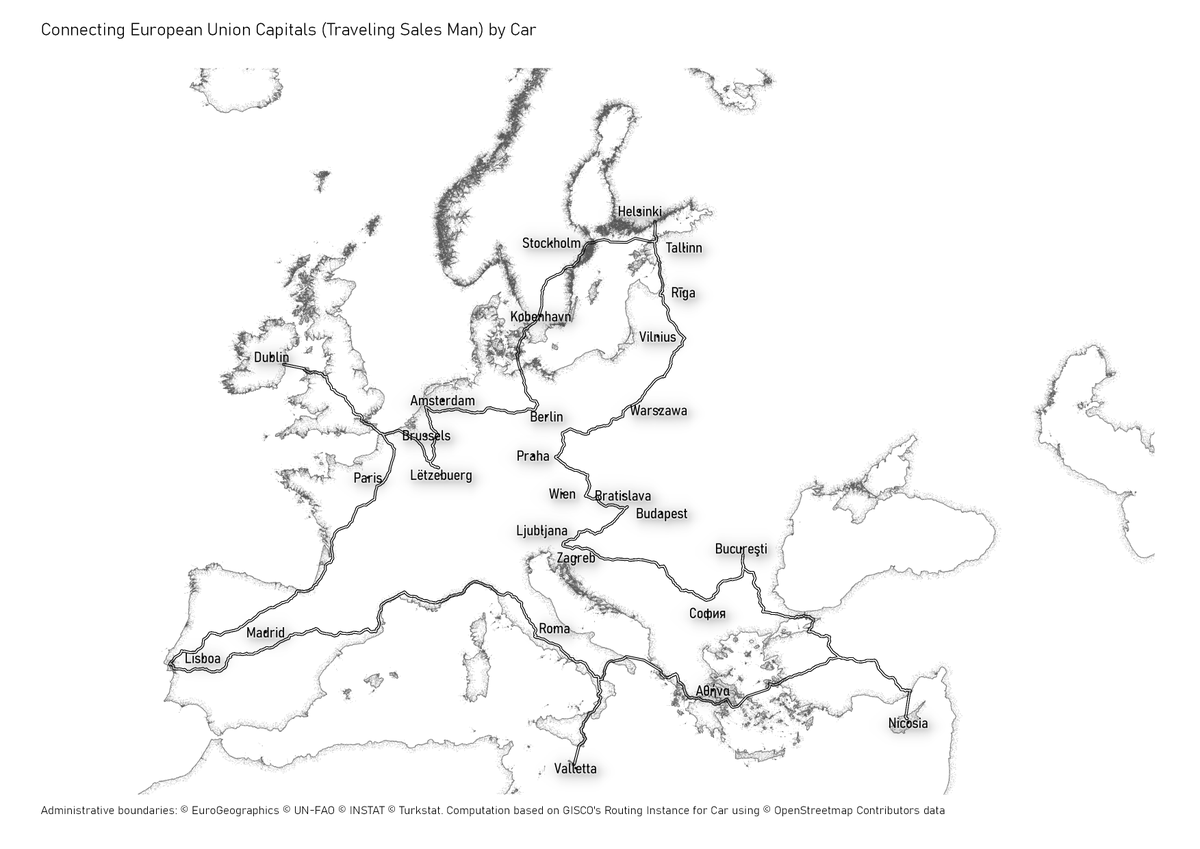 Connecting European Union Capitals (Traveling Sales Man) by Car
Helsinki
Stockholm
Tallinn
Rīga
København
Vilnius
Dublin
Amsterdam
Berlin
Warszawa
Brussels
Praha
Paris
Lëtzebuerg
Wien
Bratislava
Budapest
Ljubljana
Bucureşti
Zagreb
София
Roma
Madrid
Lisboa
Αθήνα
Nicosia
Valletta
Administrative boundaries: © EuroGeographics © UN-FAO © INSTAT © Turkstat. Computation based on GISCO's Routing Instance for Car using © OpenStreetmap Contributors data